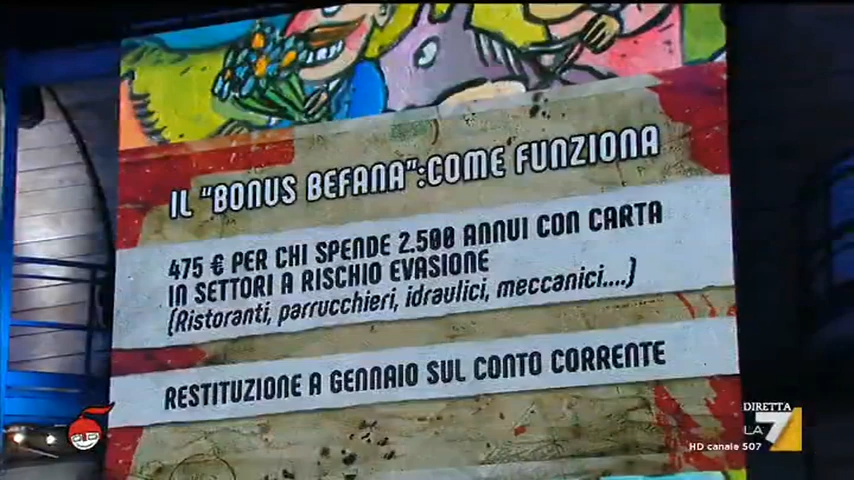 IL "BONUS BEFANA":COME FUNZIONA
475 € PER CHI SPENDE 2.500 ANNUI CON CARTA
IN SETTORI A RISCHIO EVASIONE
(Ristoranti, parrucchieri, idraulici, meccanici....)
RESTITUZIONE A GENNAIO SUL CONTO CORRENTE
DIRETTA
LA 7
HD canale 507